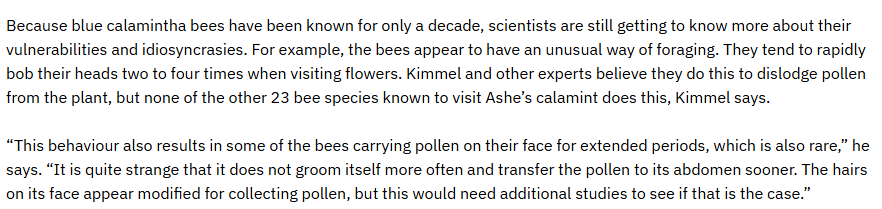 Because blue calamintha bees have been known for only a decade, scientists are still getting to know more about their
vulnerabilities and idiosyncrasies. For example, the bees appear to have an unusual way of foraging. They tend to rapidly
bob their heads two to four times when visiting flowers. Kimmel and other experts believe they do this to dislodge pollen
from the plant, but none of the other 23 bee species known to visit Ashe’s calamint does this, Kimmel says.
“This behaviour also results in some of the bees carrying pollen on their face for extended periods, which is also rare,” he
says. “It is quite strange that it does not groom itself more often and transfer the pollen to its abdomen sooner. The hairs
on its face appear modified for collecting pollen, but this would need additional studies to see if that is the case.”